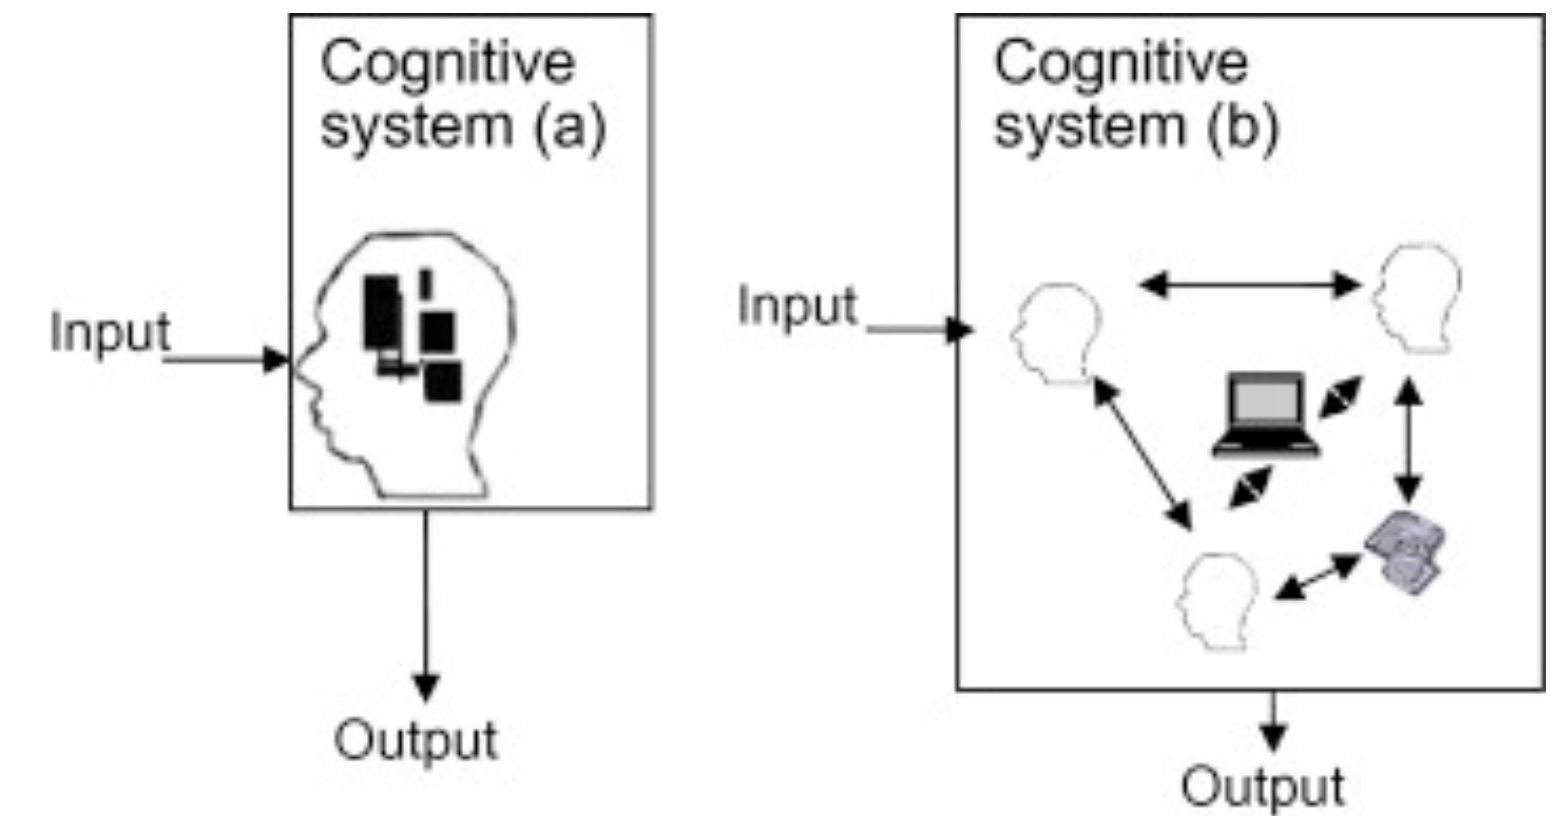 Cognitive
system (a)
Input
Output
Cognitive
system (b)
Input
Output